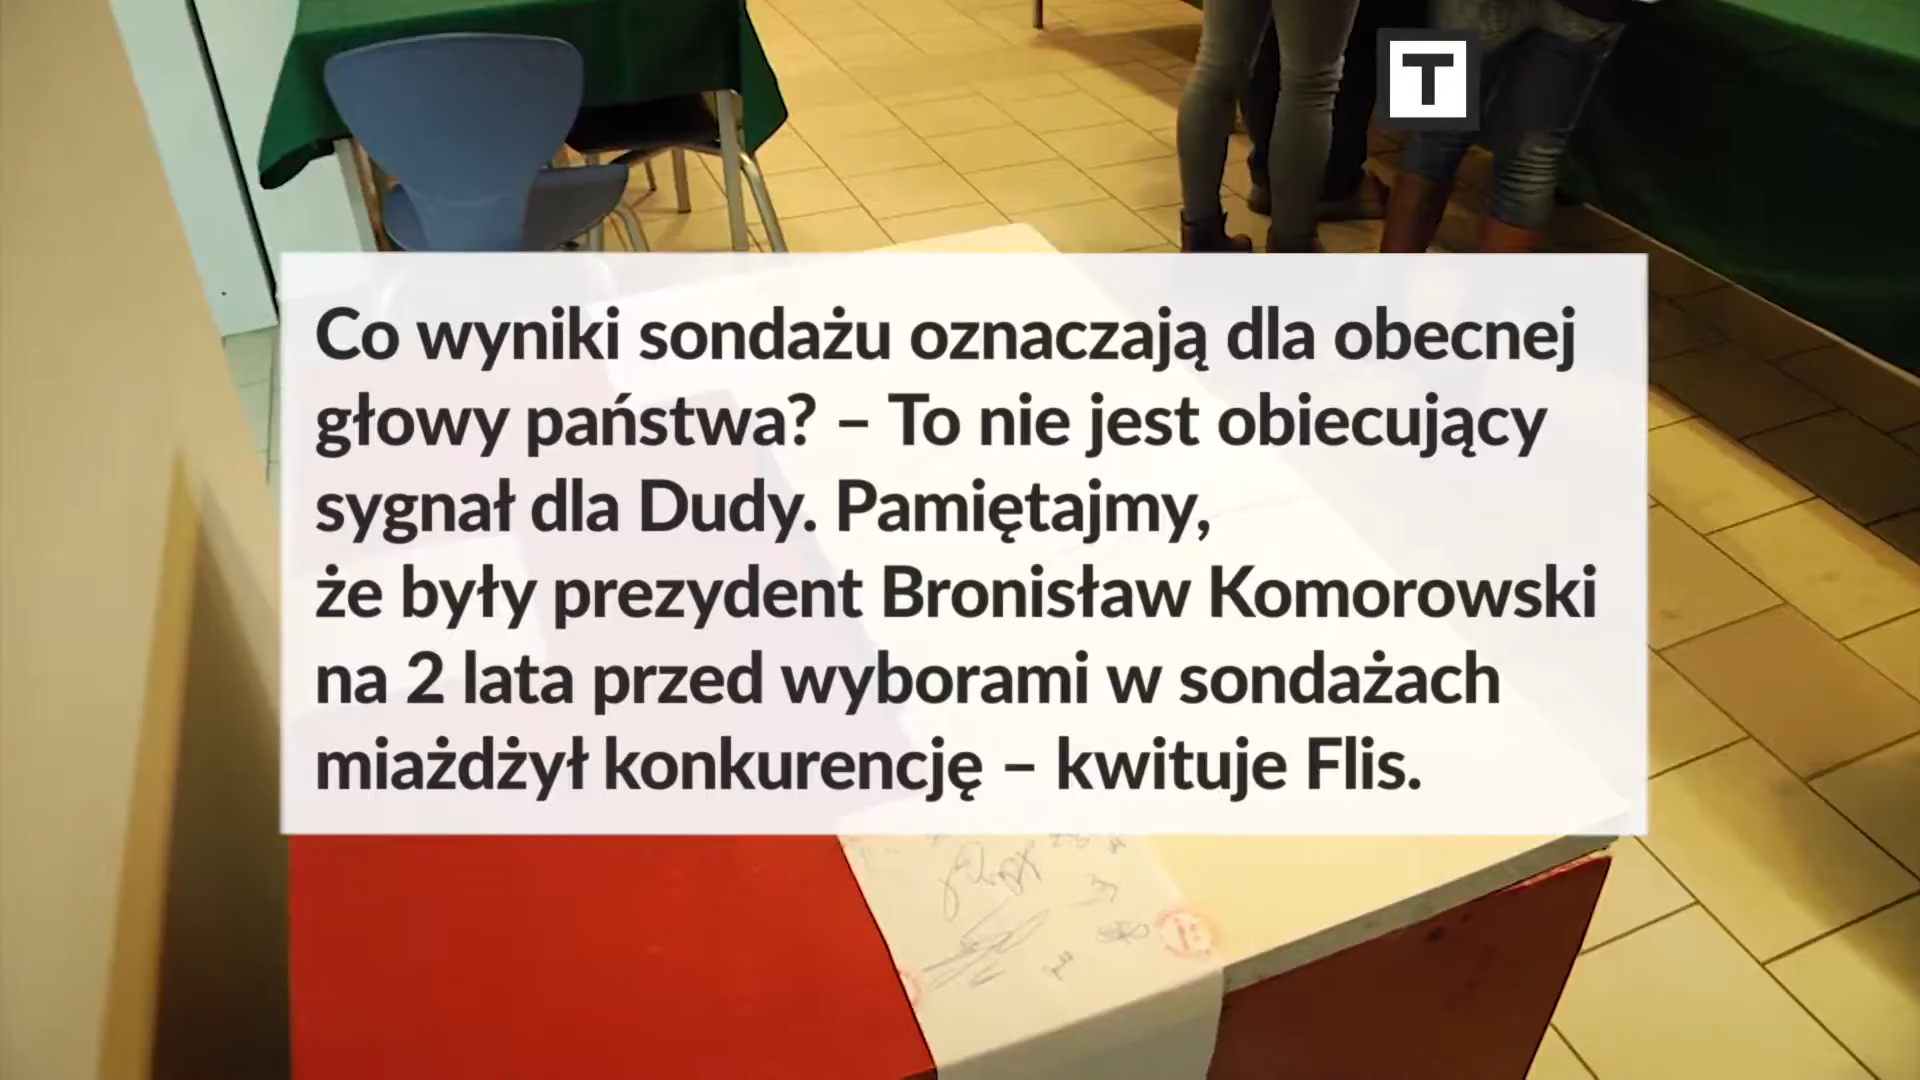 T
Co wyniki sondażu oznaczają dla obecnej
głowy państwa? – To nie jest obiecujący
sygnał dla Dudy. Pamiętajmy,
że były prezydent Bronisław Komorowski
na 2 lata przed wyborami w sondażach
miażdżył konkurencję – kwituje Flis.